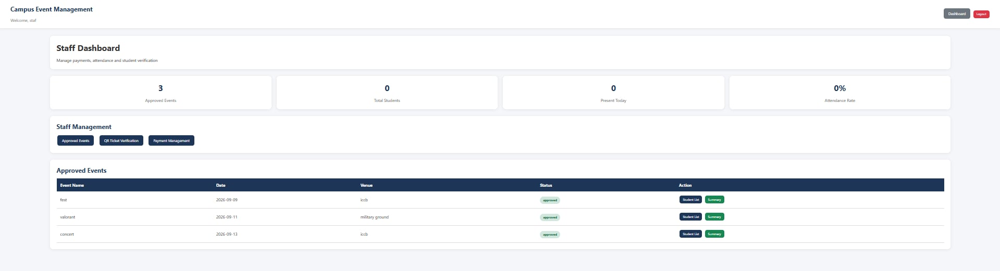 Campus Event Management
Welcome, staf
Dashboard Logout
Staff Dashboard
Manage payments, attendance and student verification
3 0 0 0%
Approved Events Total Students Present Today Attendance Rate
Staff Management
Approved Events QR Ticket Verification Payment Management
Approved Events
Event Name Date Venue Status Action
fest 2026-09-09 iccb approved Student List Summary
valorant 2026-09-11 military ground approved Student List Summary
concert 2026-09-13 iccb approved Student List Summary